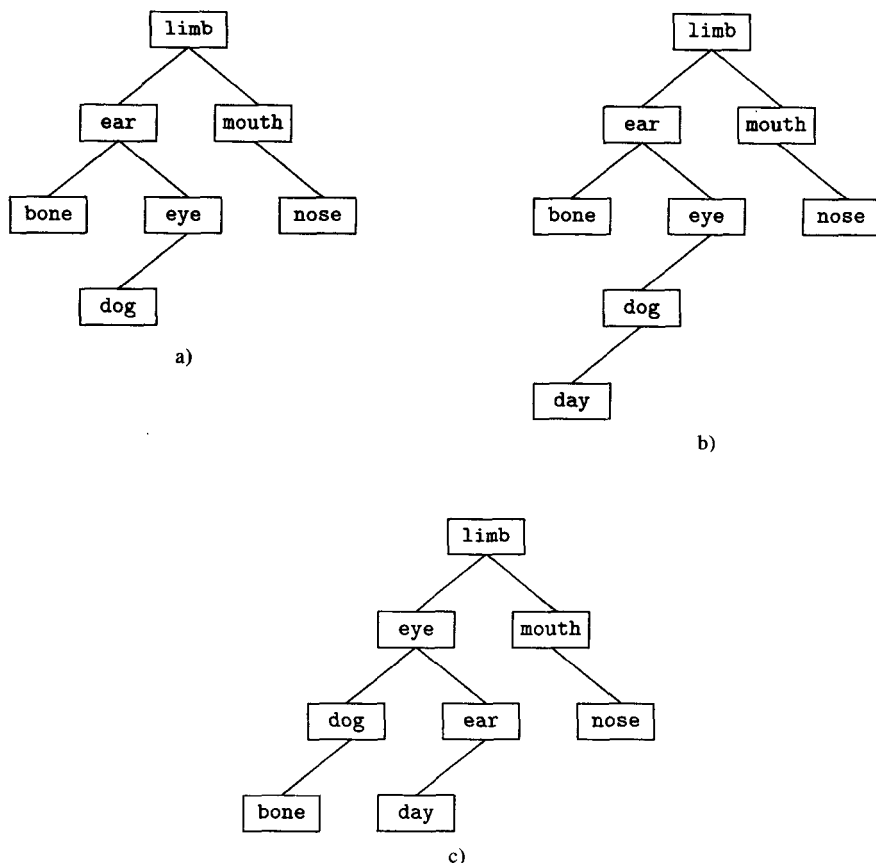 limb limb
ear mouth ear mouth
bone eye nose bone eye nose
dog dog
a)
day
b)
limb
eye mouth
dog ear nose
bone day
c)